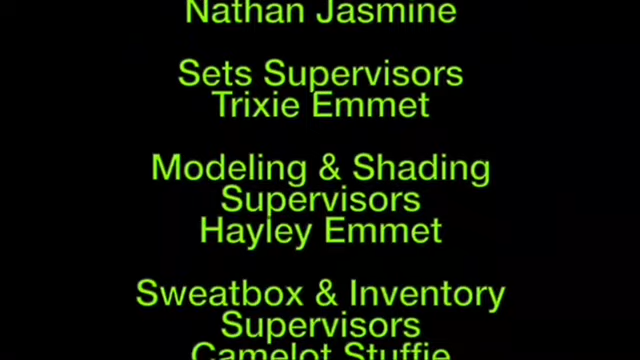 Nathan Jasmine
Sets Supervisors
Trixie Emmet
Modeling & Shading
Supervisors
Hayley Emmet
Sweatbox & Inventory
Supervisors
Camelot Stuffie